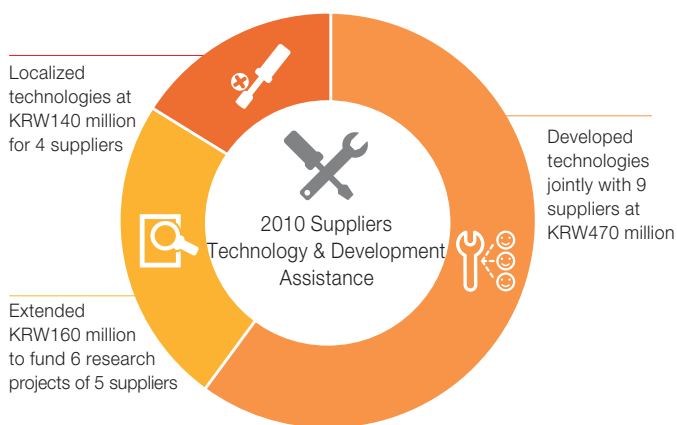 Localized
technologies at
KRW140 million
for 4 suppliers
Developed
technologies
jointly with 9
suppliers at
KRW470 million
2010 Suppliers
Technology & Development
Assistance
Extended
KRW160 million
to fund 6 research
projects of 5 suppliers